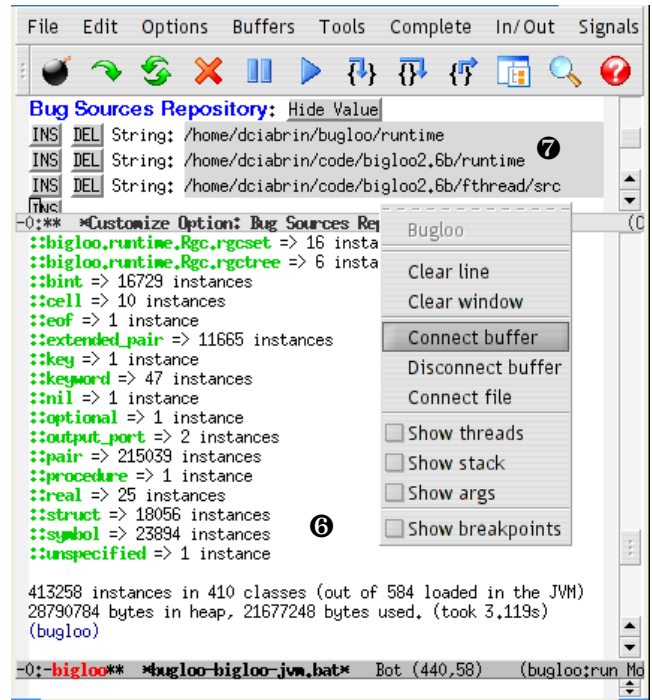 File Edit Options Buffers Tools Complete In/Out Signals
Bug Sources Repository: Hide Value
INS DEL String: /home/dciabrin/bugloo/runtime
INS DEL String: /home/dciabrin/code/bigloo2.6b/runtime
❼
INS DEL String: /home/dciabrin/code/bigloo2.6b/fthread/src
INS
-0:** *Customize Option: Bug Sources Rep (C
::bigloo.runtime.Rgc.rgcset => 16 insta
::bigloo.runtime.Rgc.rgctree => 6 insta
::bint => 16729 instances
::cell => 10 instances
::eof => 1 instance
::extended_pair => 11665 instances
::key => 1 instance
::keyword => 47 instances
::nil => 1 instance
::optional => 1 instance
::output_port => 2 instances
::pair => 215039 instances
::procedure => 1 instance
::real => 25 instances
::struct => 18056 instances
::symbol => 23894 instances
❻
::unspecified => 1 instance
Bugloo
Clear line
Clear window
Connect buffer
Disconnect buffer
Connect file
Show threads
Show stack
Show args
Show breakpoints
413258 instances in 410 classes (out of 584 loaded in the JVM)
28790784 bytes in heap, 21677248 bytes used. (took 3.119s)
(bugloo)
-0:-bigloo** *bugloo-bigloo-jvm.bat* Bot (440,58) (bugloo:run Mo